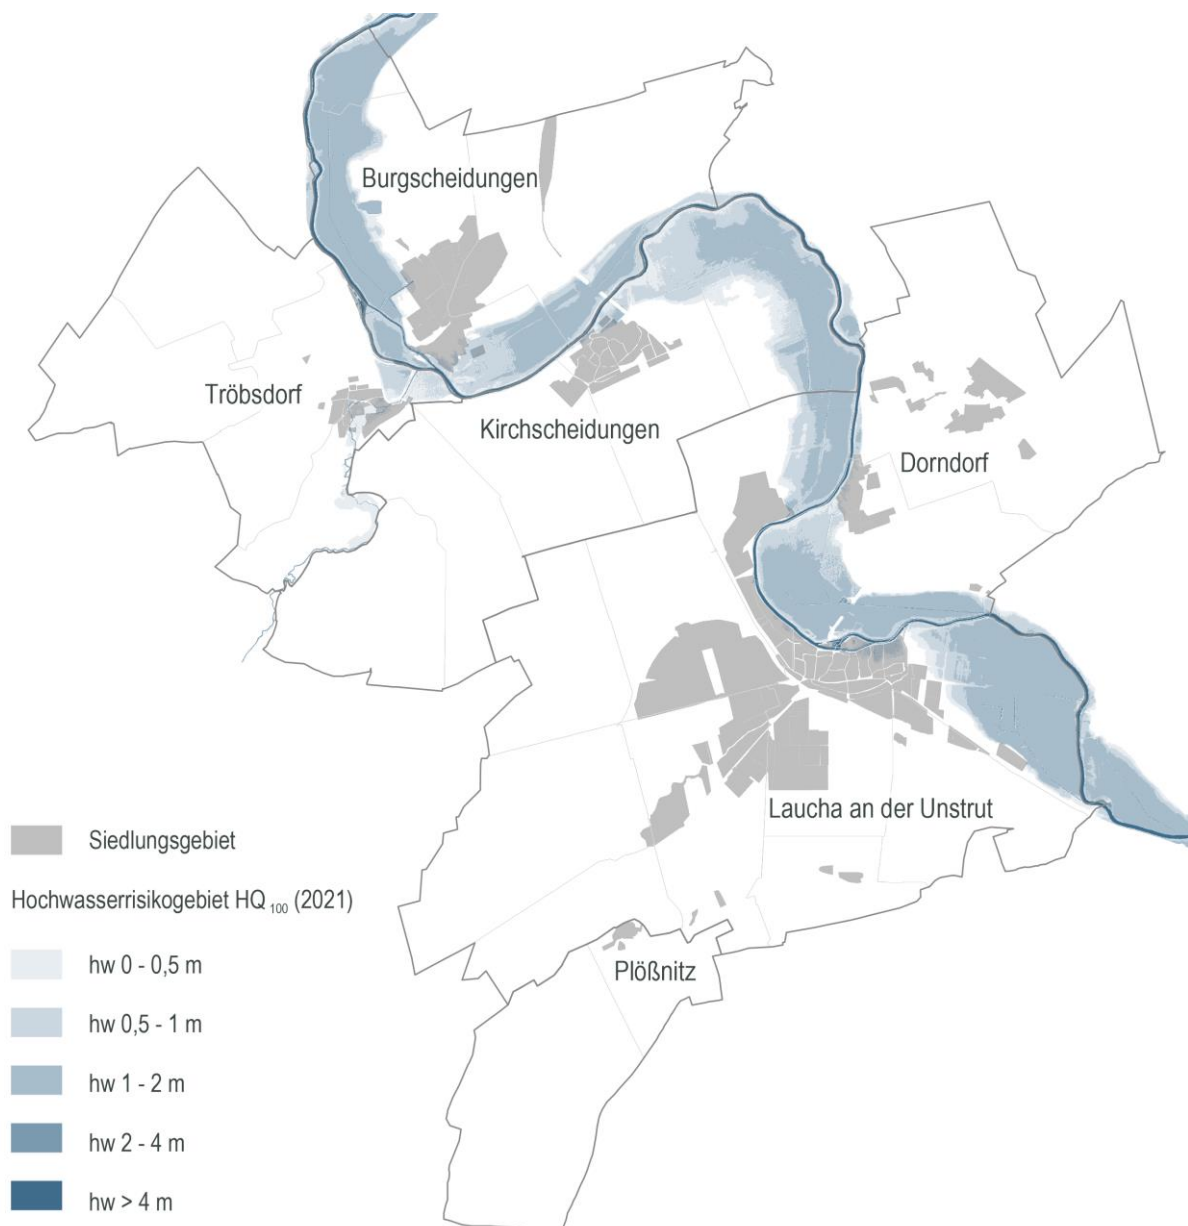 Burgscheidungen
Tröbsdorf
Kirchscheidungen
Dorndorf
Laucha an der Unstrut
Plößnitz
Siedlungsgebiet
Hochwasserrisikogebiet HQ 100 (2021)
hw 0 - 0,5 m
hw 0,5 - 1 m
hw 1 - 2 m
hw 2 - 4 m
hw > 4 m